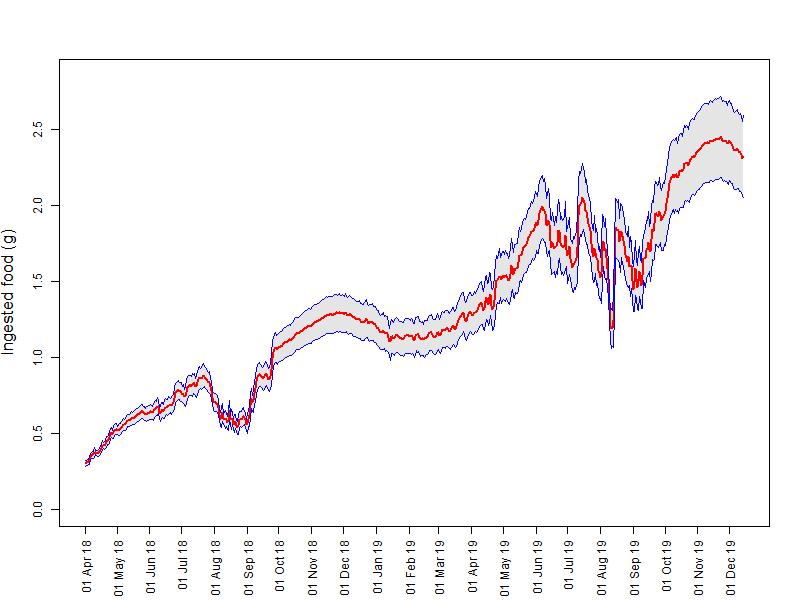 Ingested food (g)
2.5
2.0
1.5
1.0
0.5
0.0
01 Apr 18
01 May 18
01 Jun 18
01 Jul 18
01 Aug 18
01 Sep 18
01 Oct 18
01 Nov 18
01 Dec 18
01 Jan 19
01 Feb 19
01 Mar 19
01 Apr 19
01 May 19
01 Jun 19
01 Jul 19
01 Aug 19
01 Sep 19
01 Oct 19
01 Nov 19
01 Dec 19